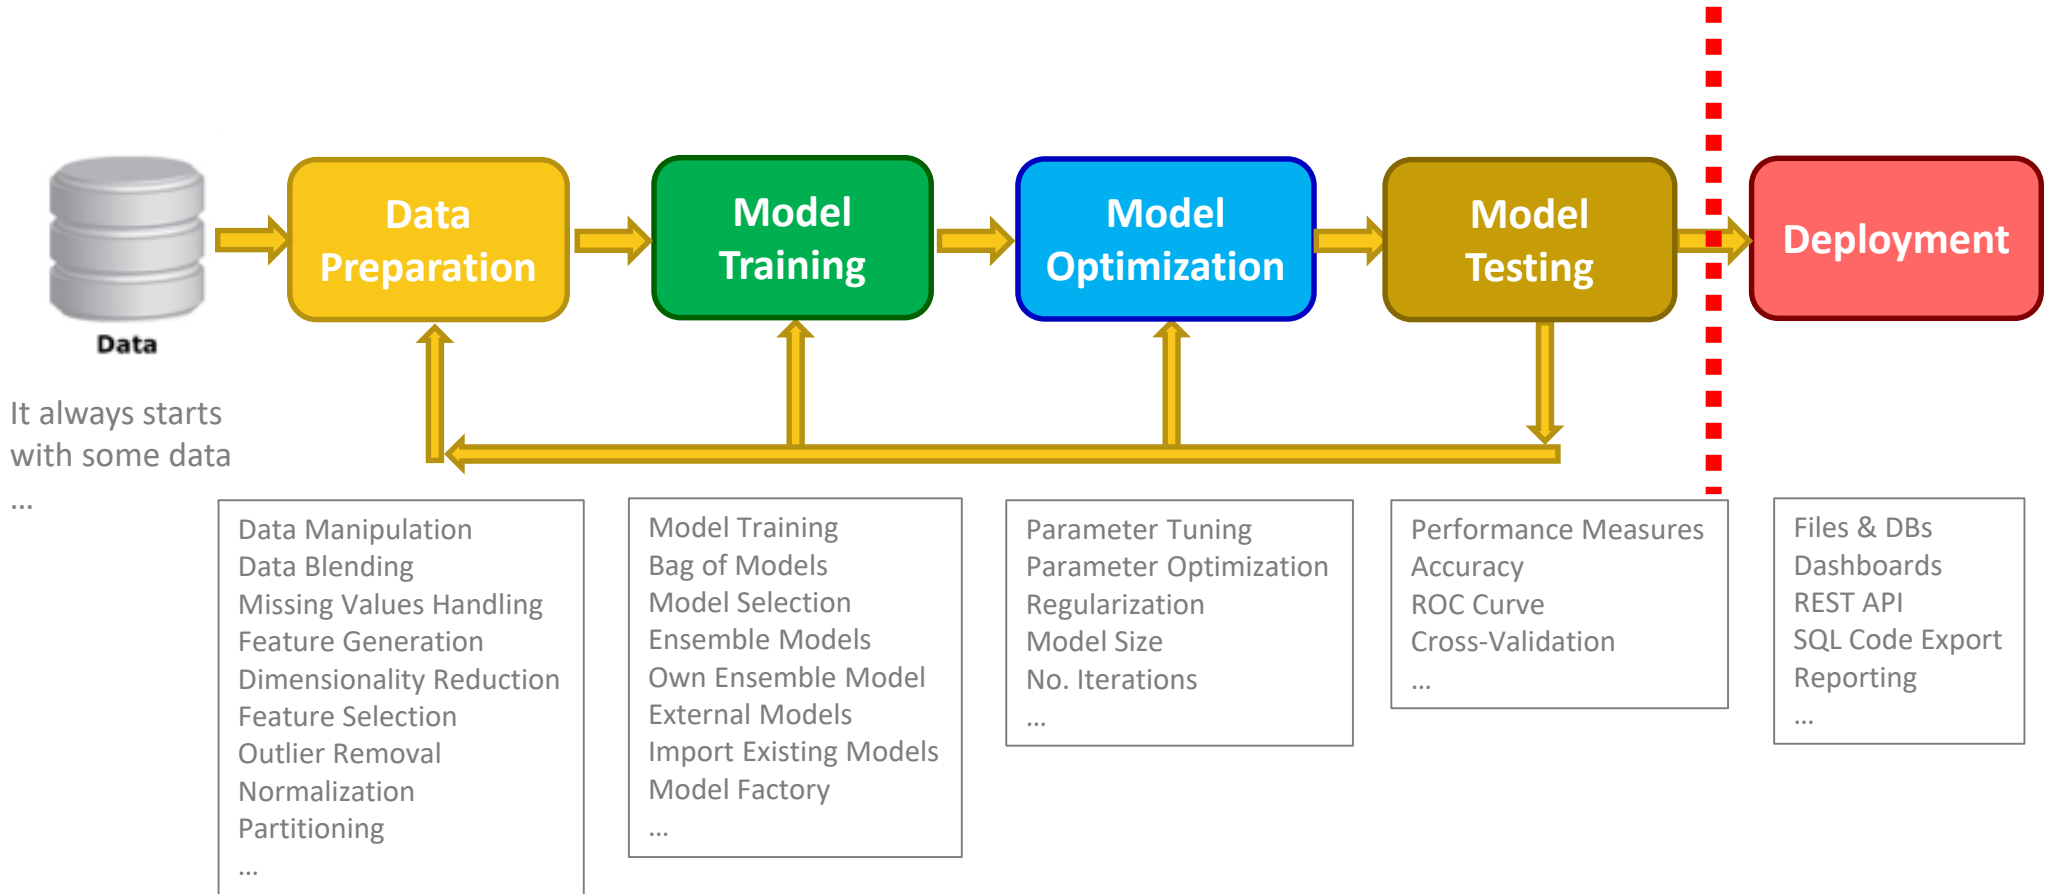 Data
Preparation
Model
Training
Model
Optimization
Model
Testing
Deployment
Data
It always starts
with some data
...
Data Manipulation
Data Blending
Missing Values Handling
Feature Generation
Dimensionality Reduction
Feature Selection
Outlier Removal
Normalization
Partitioning
...
Model Training
Bag of Models
Model Selection
Ensemble Models
Own Ensemble Model
External Models
Import Existing Models
Model Factory
...
Parameter Tuning
Parameter Optimization
Regularization
Model Size
No. Iterations
...
Performance Measures
Accuracy
ROC Curve
Cross-Validation
...
Files & DBs
Dashboards
REST API
SQL Code Export
Reporting
...